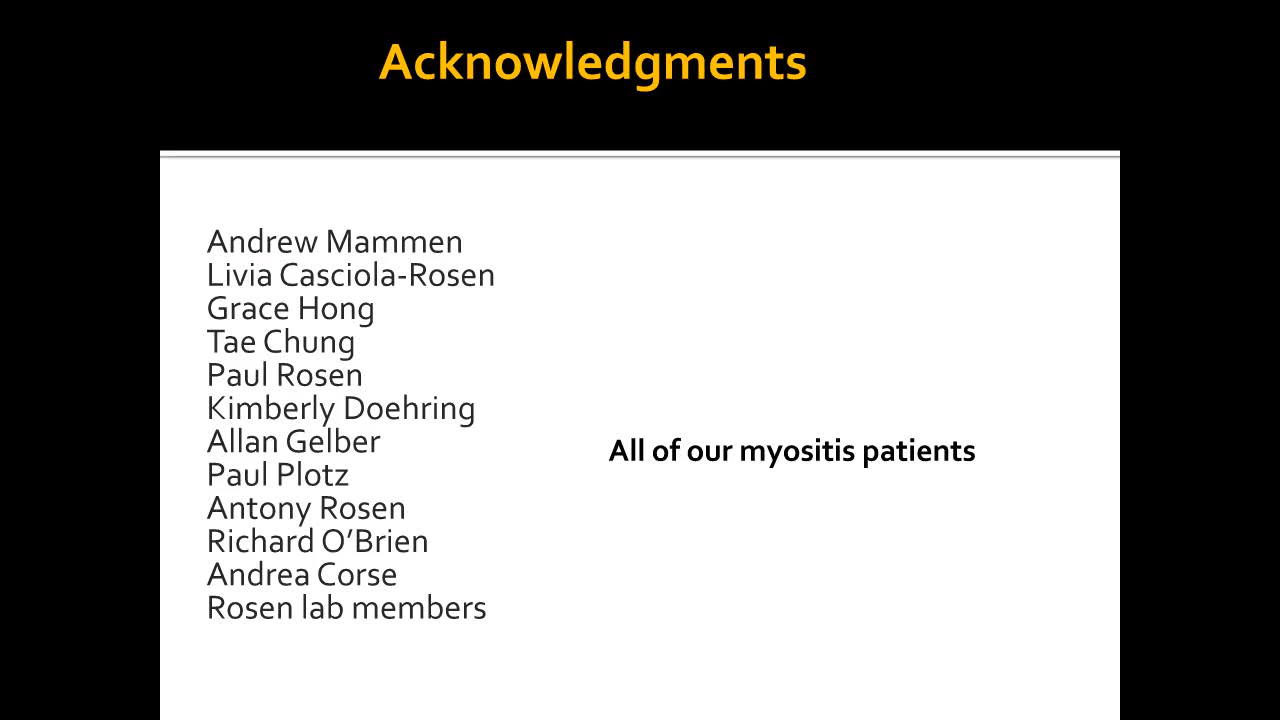 Acknowledgments
Andrew Mammen
Livia Casciola-Rosen
Grace Hong
Tae Chung
Paul Rosen
Kimberly Doehring
Allan Gelber
Paul Plotz
Antony Rosen
Richard O’Brien
Andrea Corse
Rosen lab members
All of our myositis patients